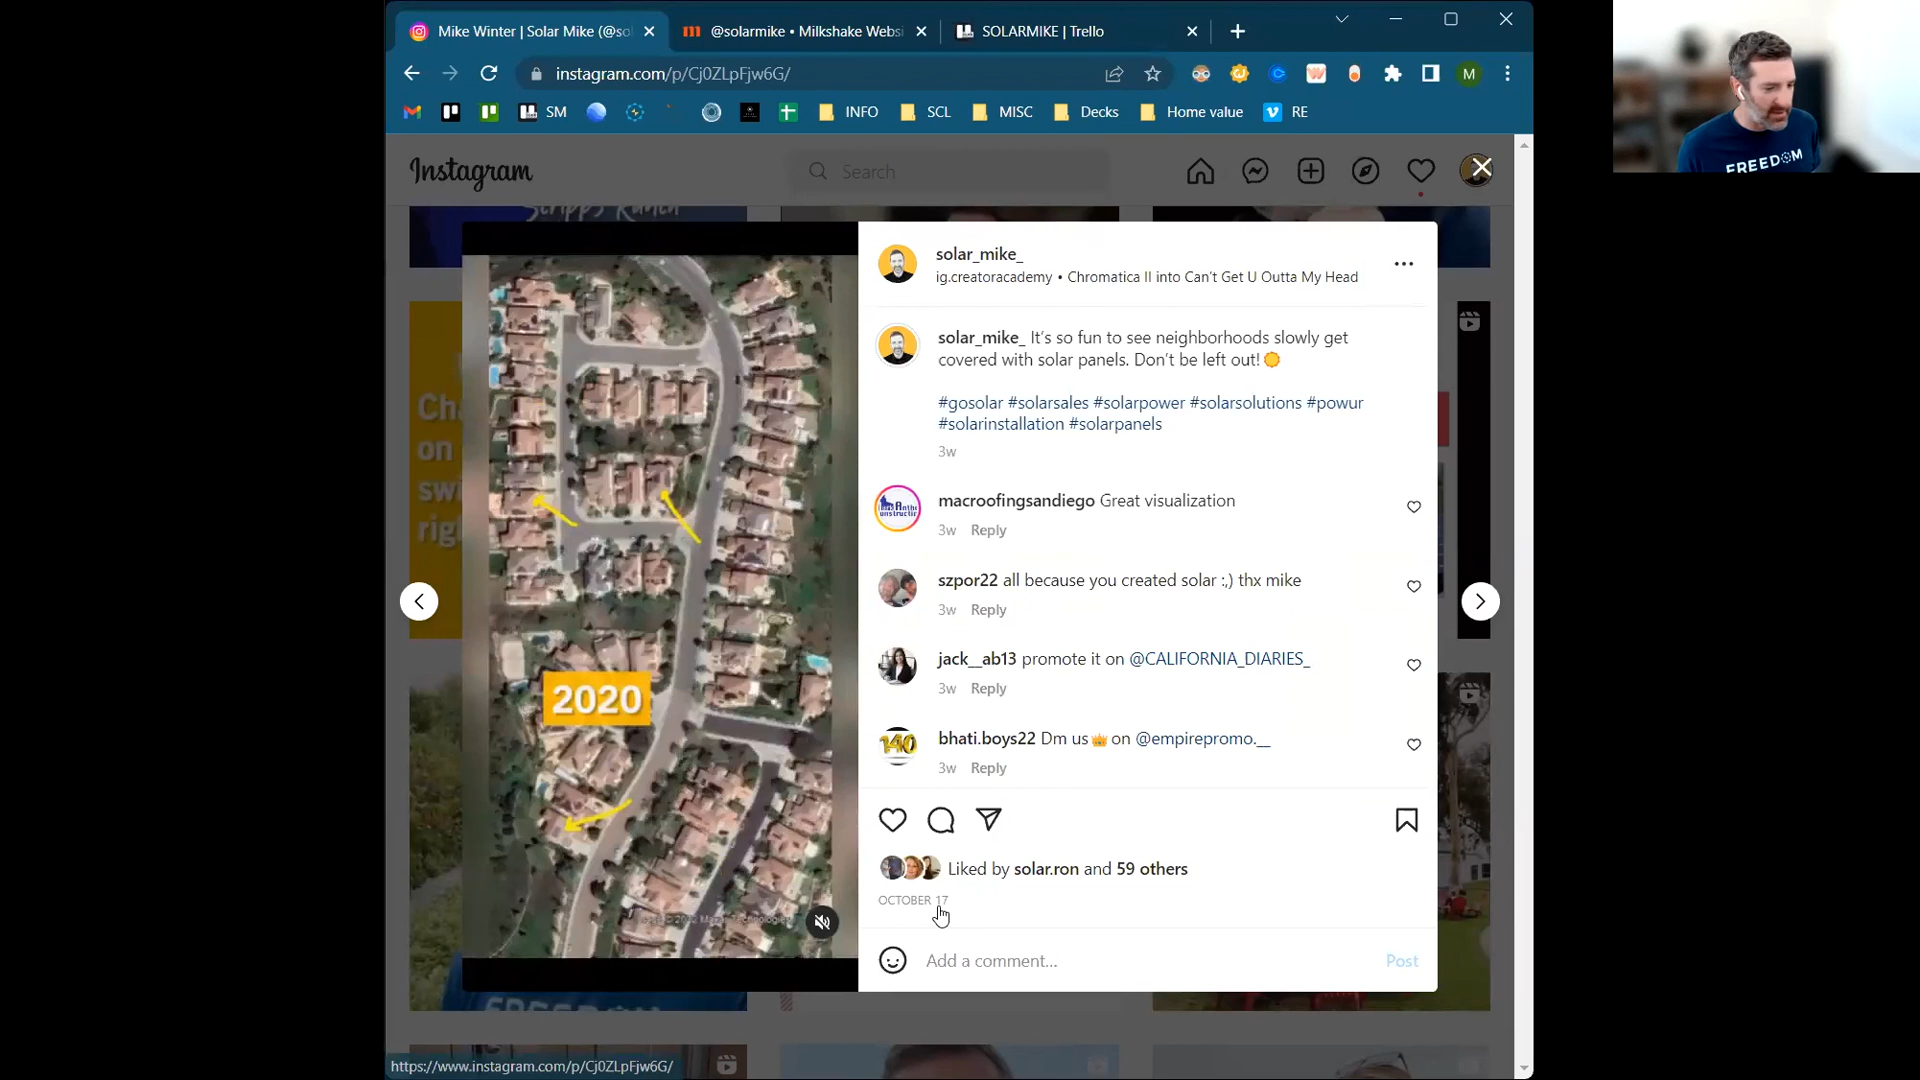 Mike Winter | Solar Mike (@so
@solarmike • Milkshake Websi
SOLARMIKE | Trello
instagram.com/p/Cj0ZLpFjw6G/
M
SM
INFO
SCL
MISC
Decks
Home value
RE
FREEDOM
Instagram
Search
Scripps Ranch
solar_mike_
ig.creatoracademy • Chromatica II into Can't Get U Outta My Head
solar_mike_ It's so fun to see neighborhoods slowly get
covered with solar panels. Don't be left out!
#gosolar #solarsales #solarpower #solarsolutions #powur
#solarinstallation #solarpanels
3w
macroofingsandiego Great visualization
3w Reply
szpor22 all because you created solar :,) thx mike
3w Reply
jack__ab13 promote it on @CALIFORNIA_DIARIES_
3w Reply
140
bhati.boys22 Dm us on @empirepromo.__
3w Reply
2020
Liked by solar.ron and 59 others
OCTOBER 17
Add a comment...
Post
FREEDOM
https://www.instagram.com/p/Cj0ZLpFjw6G/